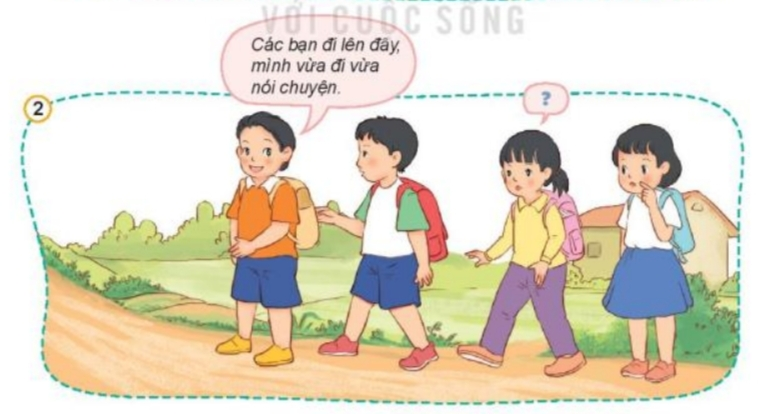 VỚI CUỘC SỐNG
Các bạn đi lên đây,
mình vừa đi vừa
nói chuyện.
2
?